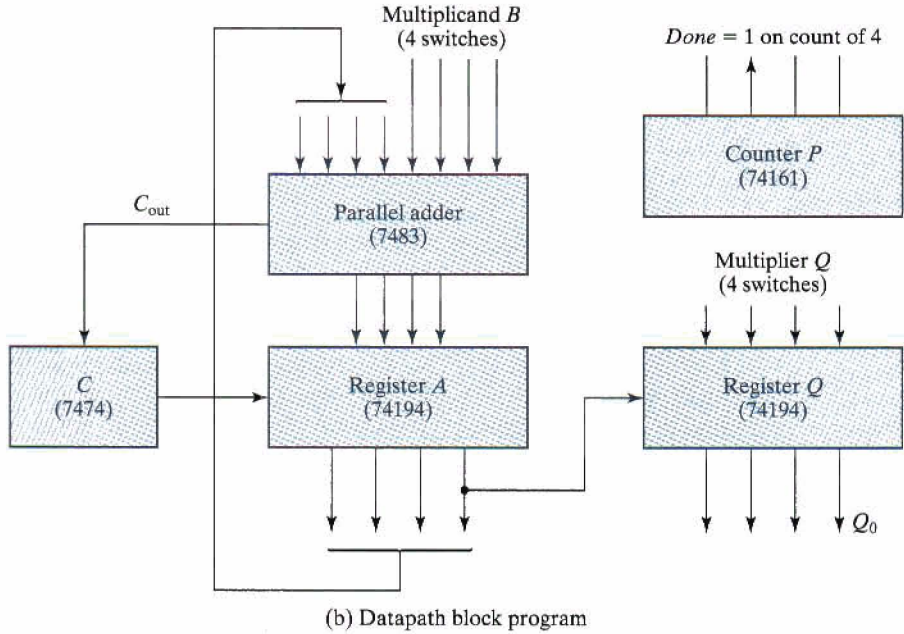 Multiplicand B
(4 switches)
Done = 1 on count of 4
Counter P
(74161)
Cout
Parallel adder
(7483)
Multiplier Q
(4 switches)
C
(7474)
Register A
(74194)
Register Q
(74194)
Q0
(b) Datapath block program